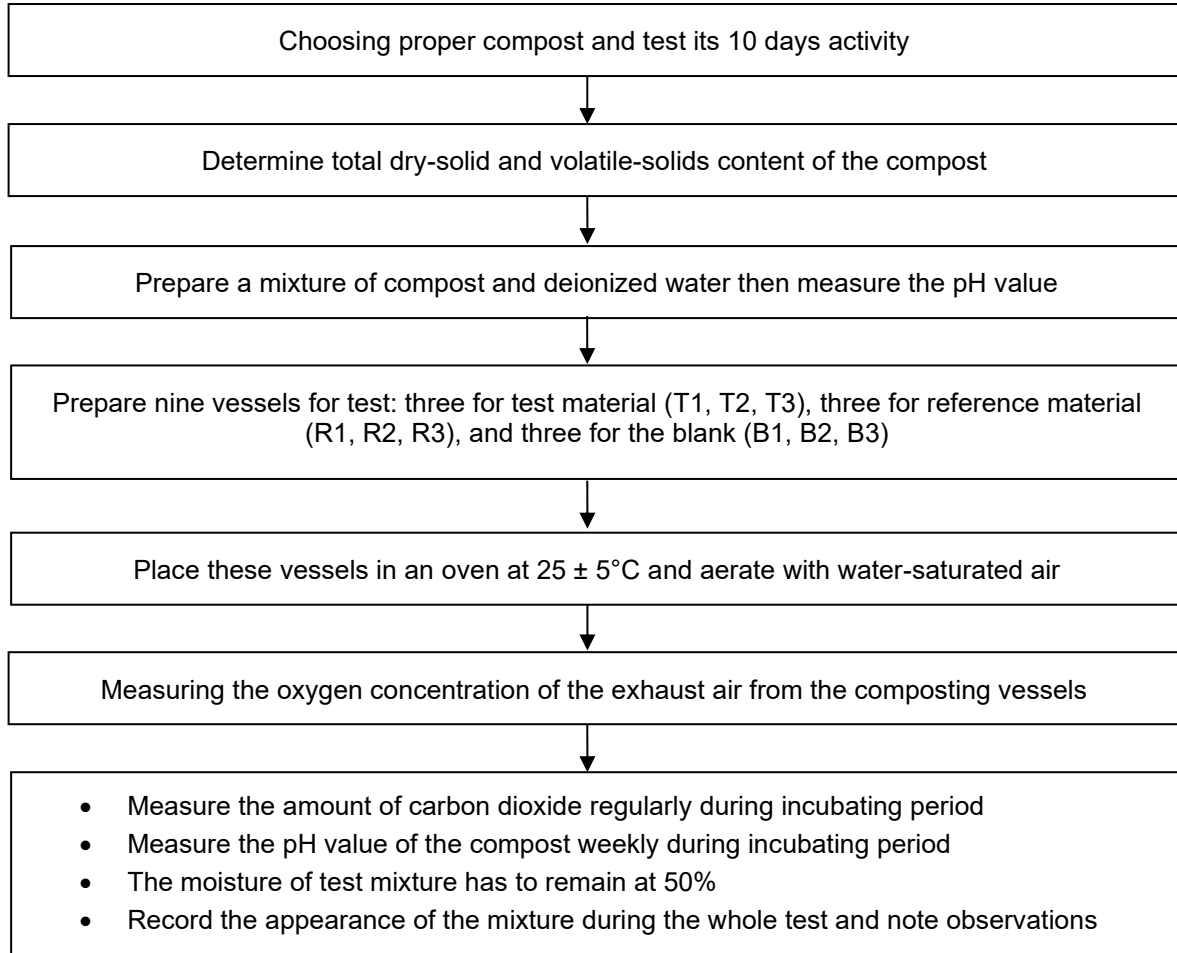 Choosing proper compost and test its 10 days activity
Determine total dry-solid and volatile-solids content of the compost
Prepare a mixture of compost and deionized water then measure the pH value
Prepare nine vessels for test: three for test material (T1, T2, T3), three for reference material
(R1, R2, R3), and three for the blank (B1, B2, B3)
Place these vessels in an oven at 25 ± 5°C and aerate with water-saturated air
Measuring the oxygen concentration of the exhaust air from the composting vessels
• Measure the amount of carbon dioxide regularly during incubating period
• Measure the pH value of the compost weekly during incubating period
• The moisture of test mixture has to remain at 50%
• Record the appearance of the mixture during the whole test and note observations